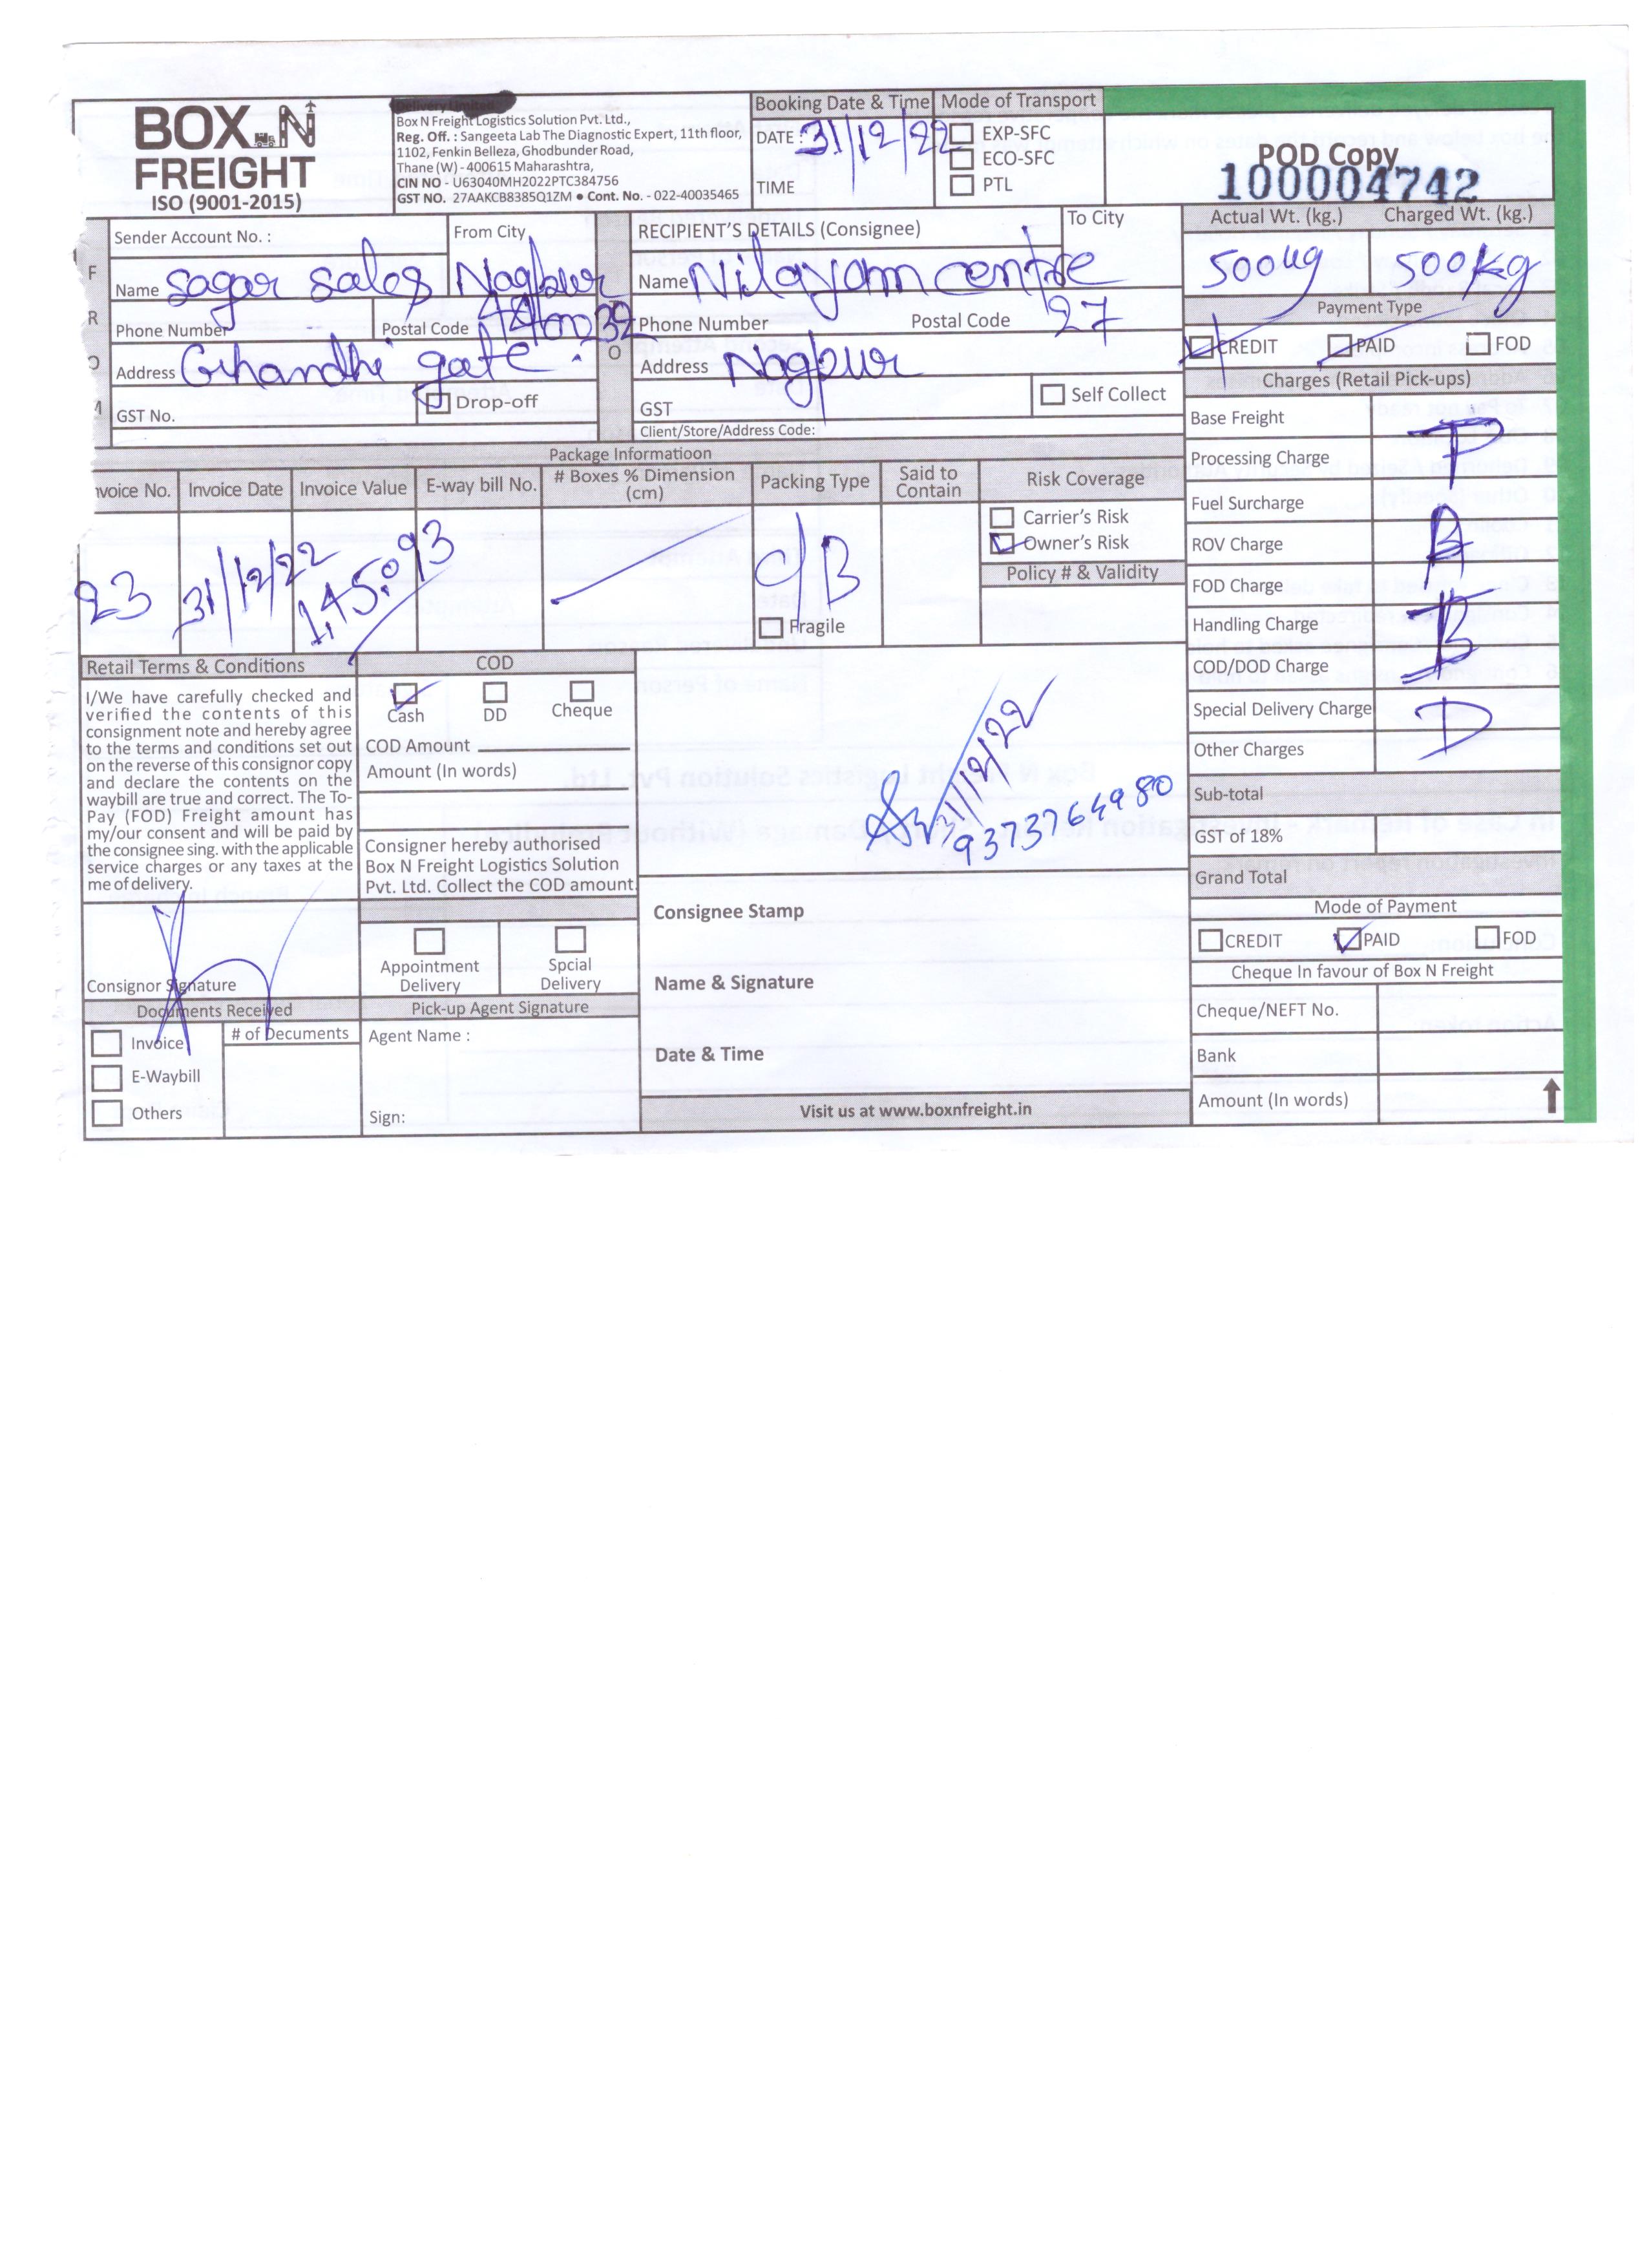 BOX N
FREIGHT
ISO (9001-2015)
Delivery Limited
Box N Freight Logistics Solution Pvt. Ltd.,
Reg. Off. : Sangeeta Lab The Diagnostic Expert, 11th floor,
1102, Fenkin Belleza, Ghodbunder Road,
Thane (W) - 400615 Maharashtra,
CIN NO - U63040MH2022PTC384756
GST NO. 27AAKCB8385Q1ZM ● Cont. No. - 022-40035465
Booking Date & Time
DATE : 31/12/22
TIME
Mode of Transport
EXP-SFC
ECO-SFC
PTL
POD Copy
100004742
F
R
O
M
Sender Account No. :
From City
Name Sagar sales Nagpur
Phone Number
Postal Code 32
Address Ghandhi gate
GST No.
Drop-off
O
RECIPIENT'S DETAILS (Consignee)
To City
Name Nilayam centre
Phone Number
Postal Code 27
Address Nagpur
GST
Self Collect
Client/Store/Address Code:
Actual Wt. (kg.) Charged Wt. (kg.)
500kg 500kg
Payment Type
CREDIT PAID FOD
Charges (Retail Pick-ups)
Base Freight
Processing Charge
Fuel Surcharge
ROV Charge
FOD Charge
Handling Charge
COD/DOD Charge
Special Delivery Charge
Other Charges
Sub-total
GST of 18%
Grand Total
Package Informatioon
nvoice No. Invoice Date Invoice Value E-way bill No. # Boxes % Dimension (cm) Packing Type Said to Contain Risk Coverage
23 31/12/22 1,45,093 C/B
Fragile
Carrier's Risk
Owner's Risk
Policy # & Validity
Retail Terms & Conditions
I/We have carefully checked and
verified the contents of this
consignment note and hereby agree
to the terms and conditions set out
on the reverse of this consignor copy
and declare the contents on the
waybill are true and correct. The To-
Pay (FOD) Freight amount has
my/our consent and will be paid by
the consignee sing. with the applicable
service charges or any taxes at the
me of delivery.
Consignor Signature
COD
Cash DD Cheque
COD Amount
Amount (In words)
Consigner hereby authorised
Box N Freight Logistics Solution
Pvt. Ltd. Collect the COD amount.
Appointment Delivery
Spcial Delivery
Documents Received
Invoice
E-Waybill
Others
# of Documents
Pick-up Agent Signature
Agent Name :
Sign:
31/12/22
9373764980
Consignee Stamp
Name & Signature
Date & Time
Visit us at www.boxnfreight.in
Mode of Payment
CREDIT PAID FOD
Cheque In favour of Box N Freight
Cheque/NEFT No.
Bank
Amount (In words)